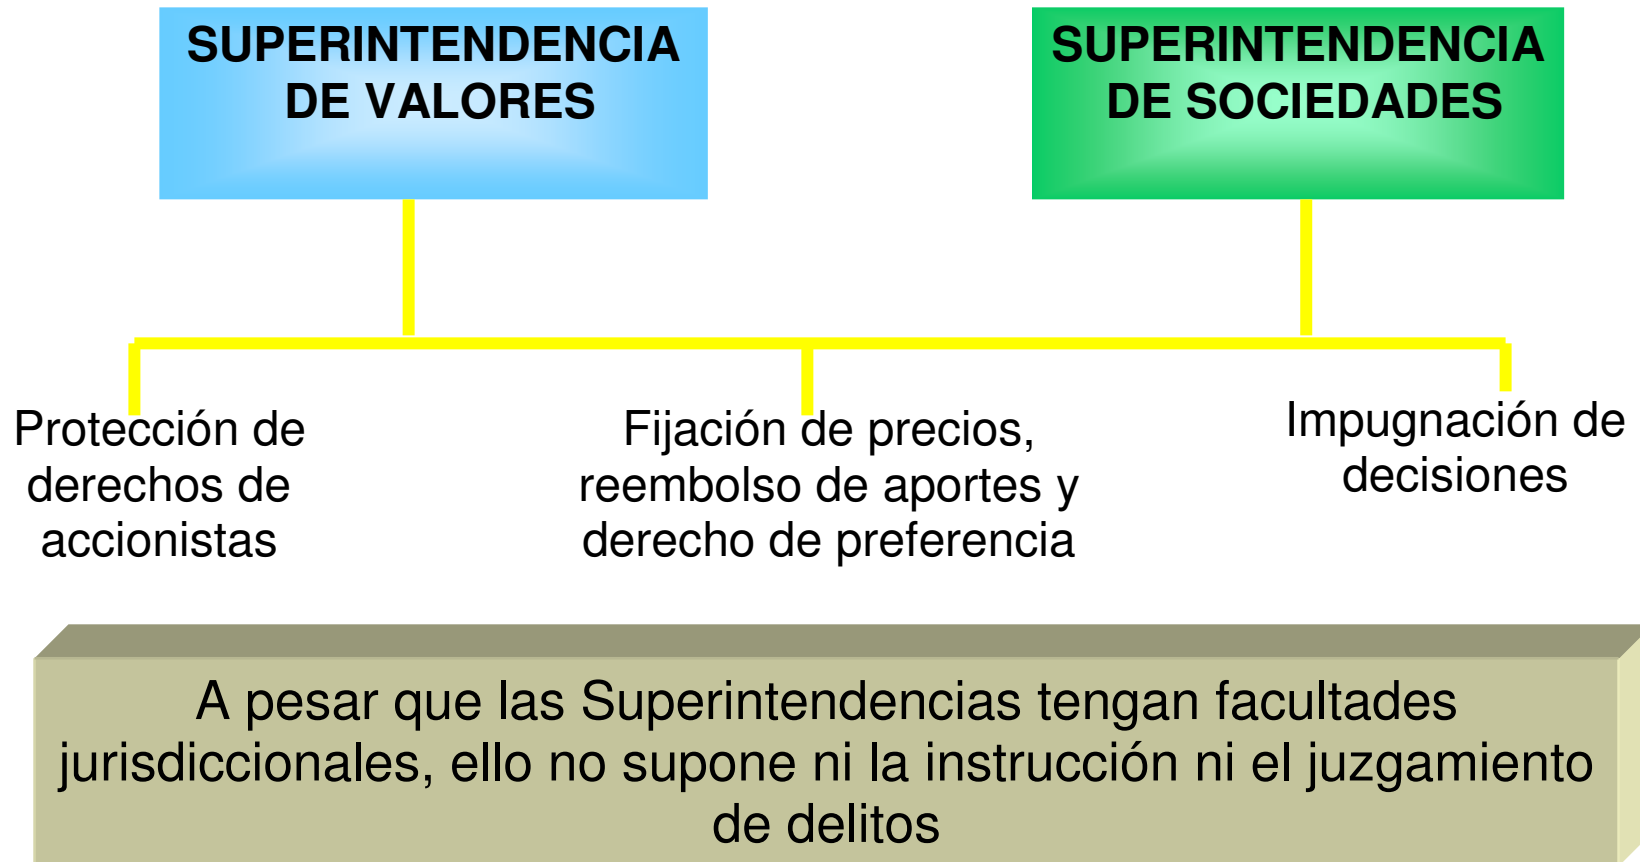 SUPERINTENDENCIA
DE VALORES
SUPERINTENDENCIA
DE SOCIEDADES
Protección de
derechos de
accionistas
Fijación de precios,
reembolso de aportes y
derecho de preferencia
Impugnación de
decisiones
A pesar que las Superintendencias tengan facultades
jurisdiccionales, ello no supone ni la instrucción ni el juzgamiento
de delitos